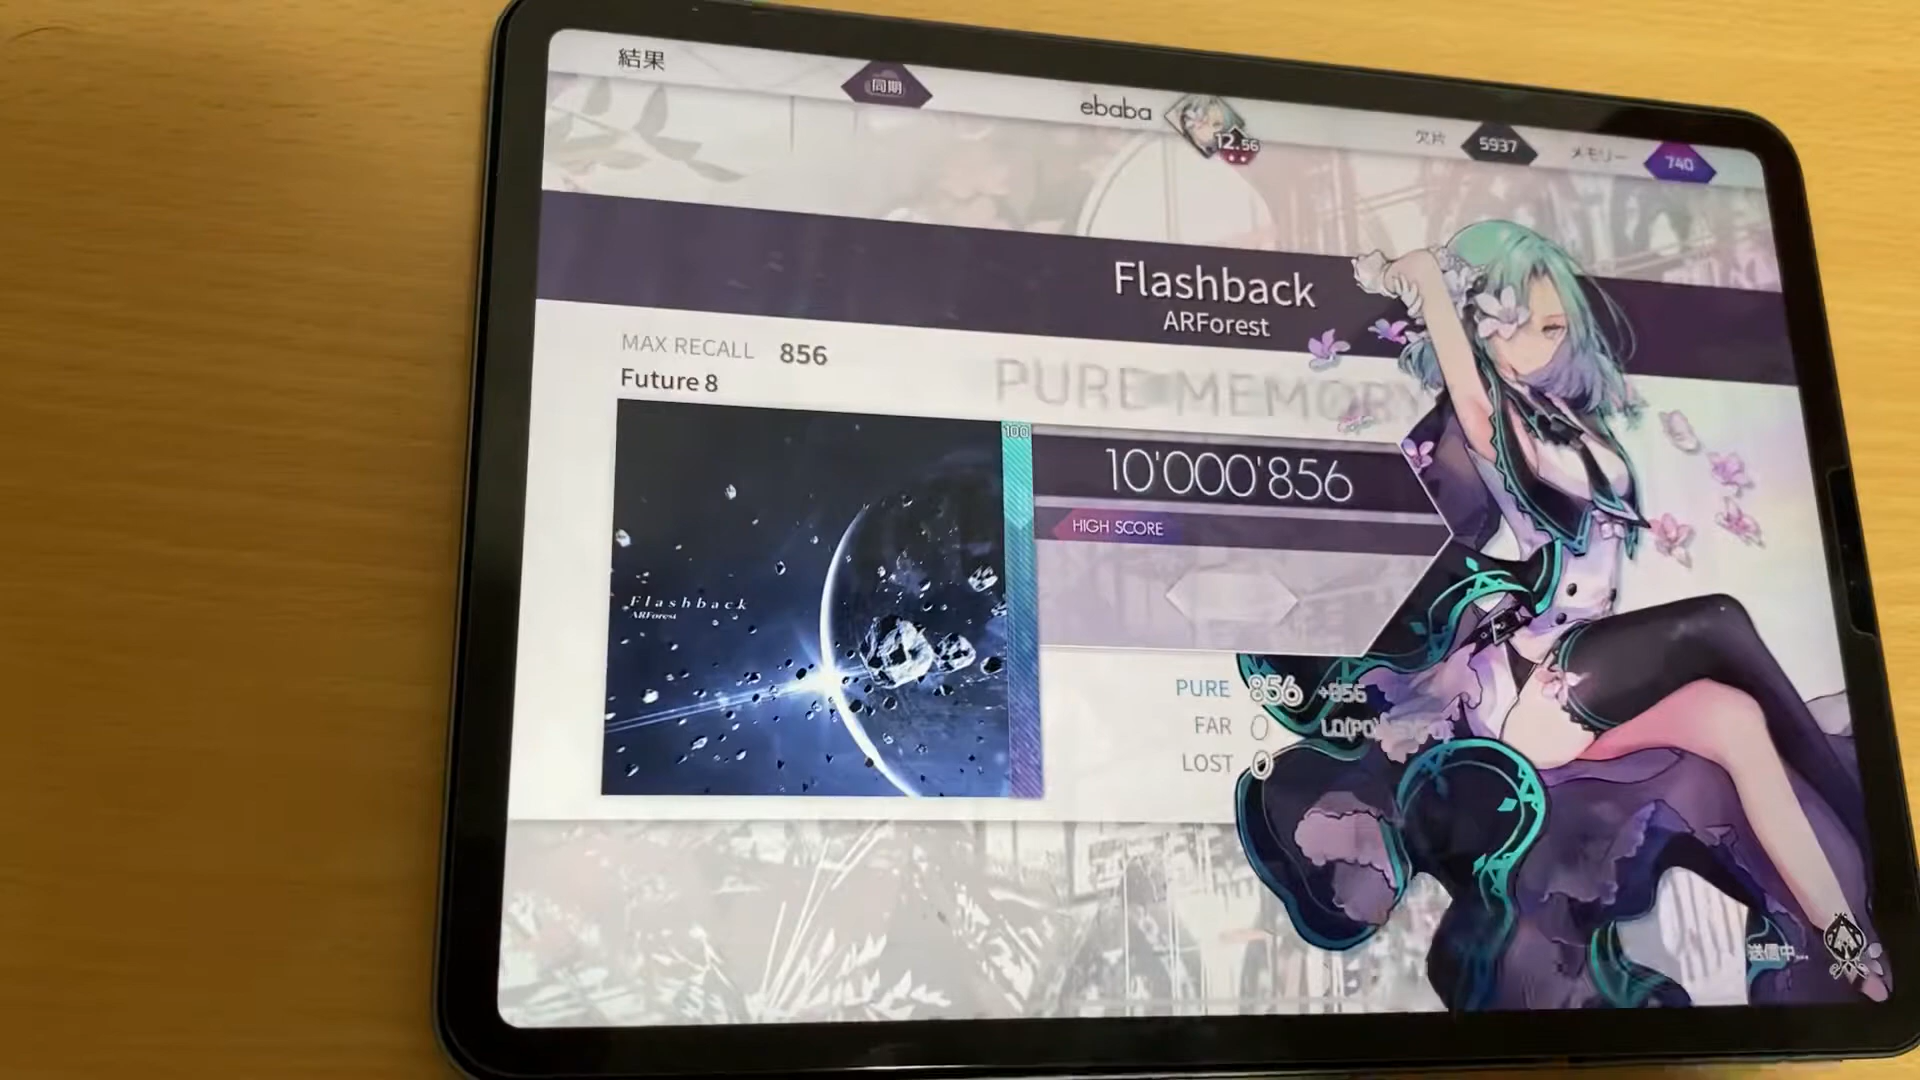 結果
同期
ebaba
12.56
欠片 5937
メモリー 740
Flashback
ARForest
MAX RECALL 856
Future 8
PURE MEMORY
100
10'000'856
HIGH SCORE
Flashback
ARForest
PURE 856 +856
FAR 0
LOST 0
送信中...